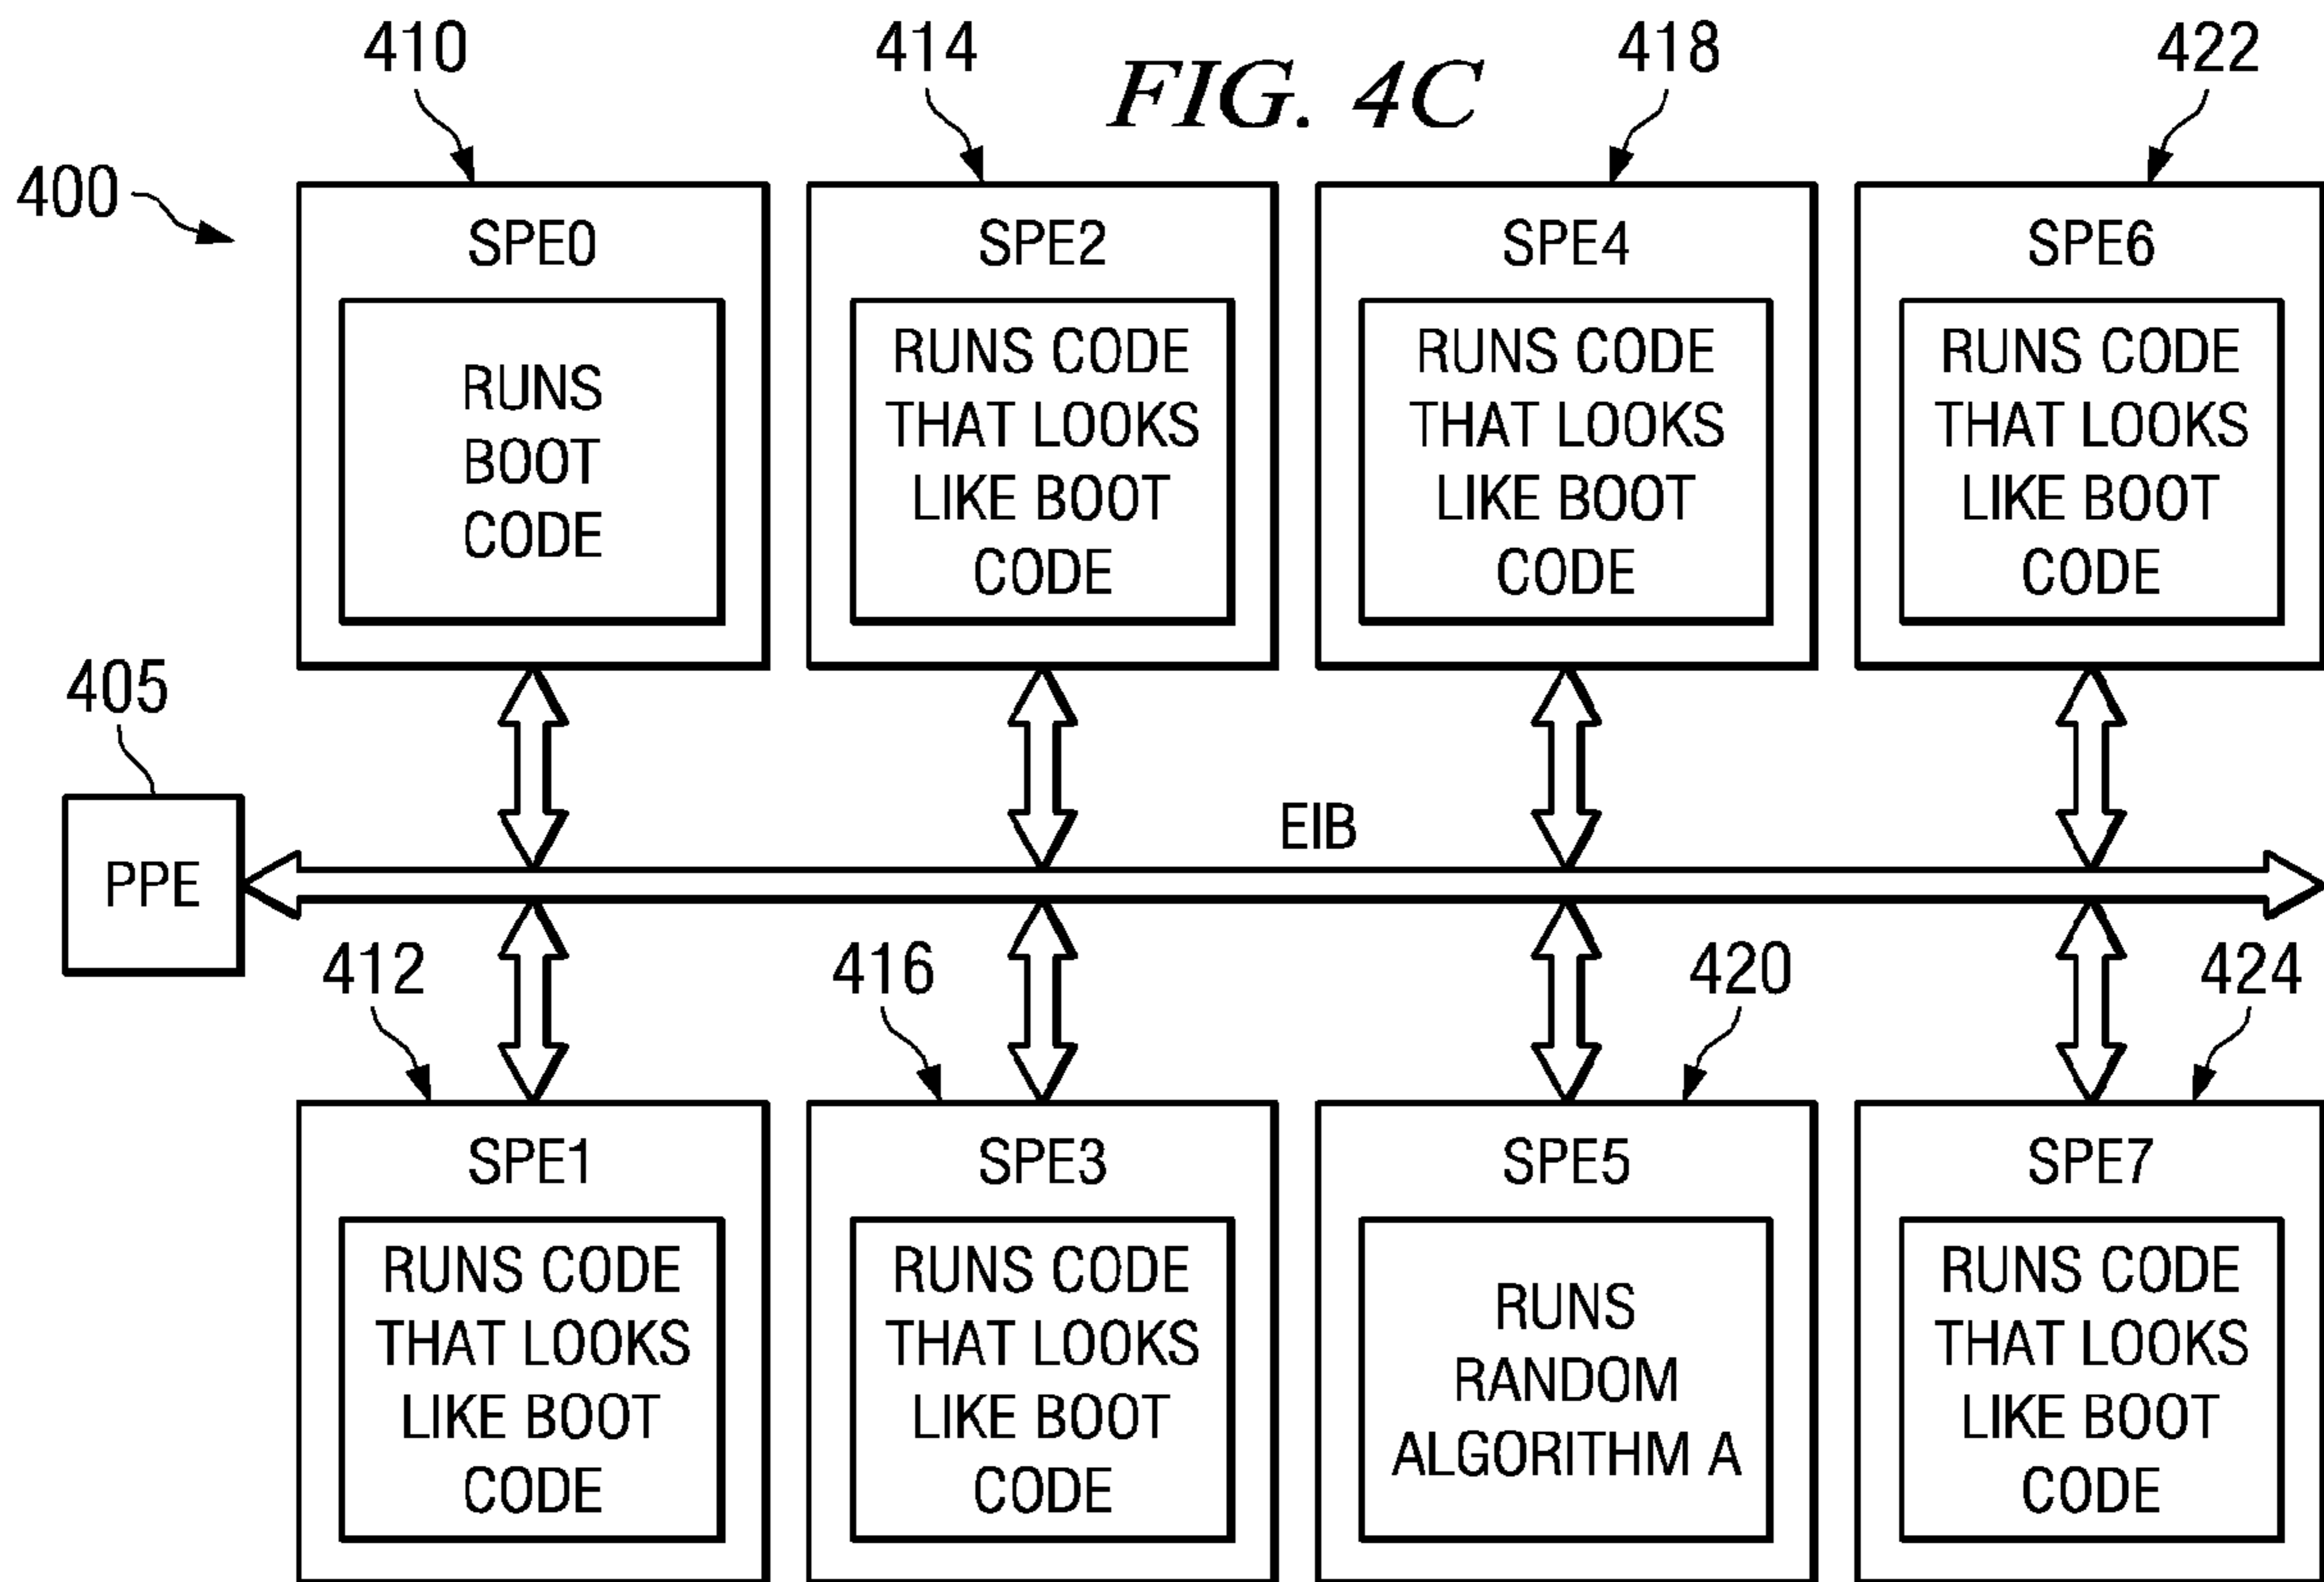 FIG. 4C
400
410
SPE0
RUNS
BOOT
CODE
414
SPE2
RUNS CODE
THAT LOOKS
LIKE BOOT
CODE
418
SPE4
RUNS CODE
THAT LOOKS
LIKE BOOT
CODE
422
SPE6
RUNS CODE
THAT LOOKS
LIKE BOOT
CODE
405
PPE
EIB
412
SPE1
RUNS CODE
THAT LOOKS
LIKE BOOT
CODE
416
SPE3
RUNS CODE
THAT LOOKS
LIKE BOOT
CODE
420
SPE5
RUNS
RANDOM
ALGORITHM A
424
SPE7
RUNS CODE
THAT LOOKS
LIKE BOOT
CODE